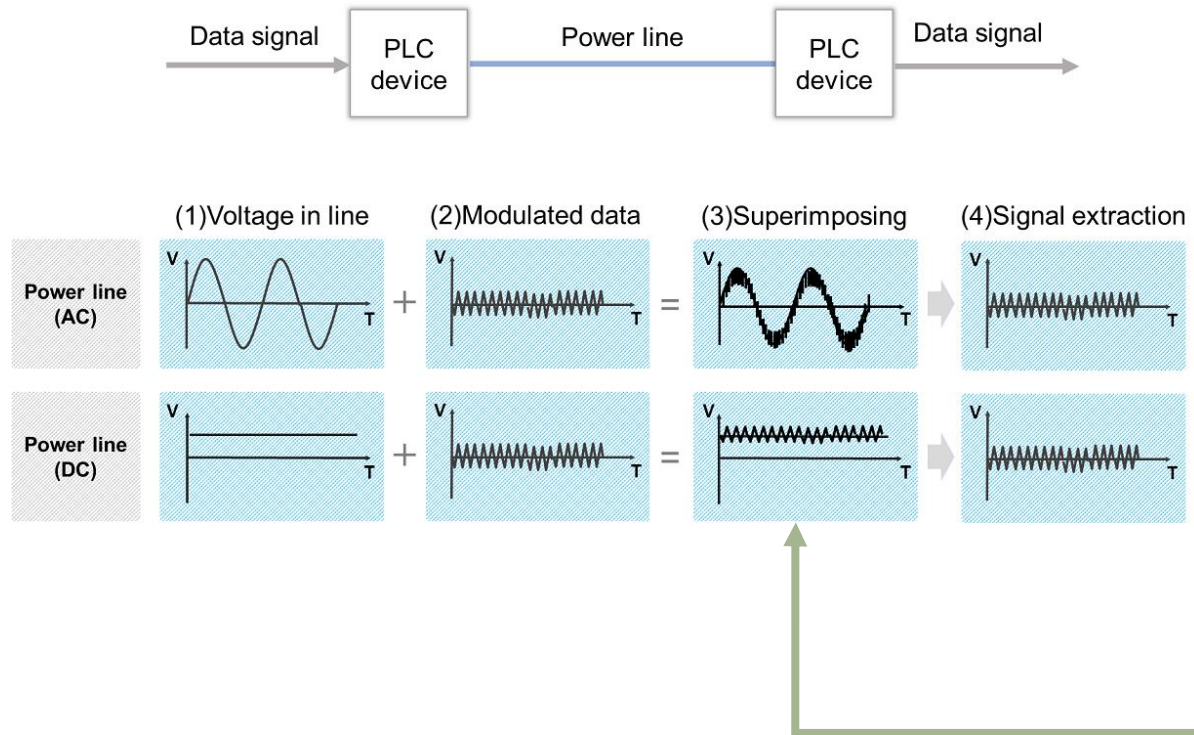 Data signal
PLC
device
Power line
PLC
device
Data signal
(1)Voltage in line
(2)Modulated data
(3)Superimposing
(4)Signal extraction
Power line
(AC)
V
T
+
V
T
=
V
T
V
T
Power line
(DC)
V
T
+
V
T
=
V
T
V
T